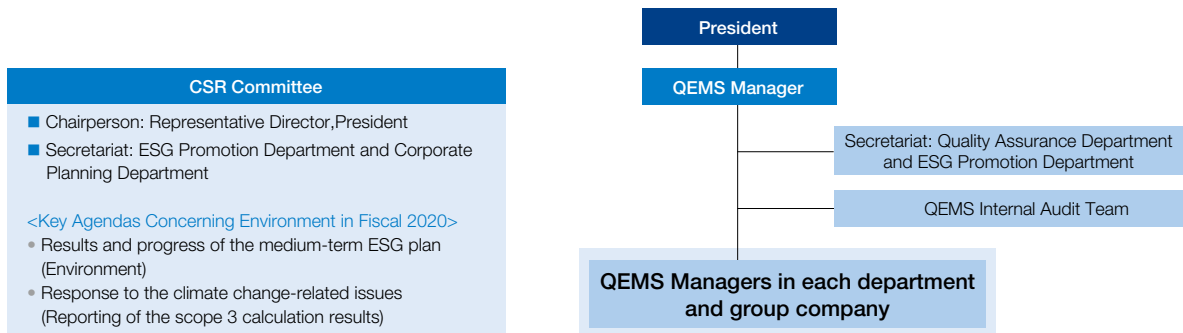 CSR Committee
■ Chairperson: Representative Director,President
■ Secretariat: ESG Promotion Department and Corporate
Planning Department
<Key Agendas Concerning Environment in Fiscal 2020>
• Results and progress of the medium-term ESG plan
(Environment)
• Response to the climate change-related issues
(Reporting of the scope 3 calculation results)
President
QEMS Manager
Secretariat: Quality Assurance Department
and ESG Promotion Department
QEMS Internal Audit Team
QEMS Managers in each department
and group company